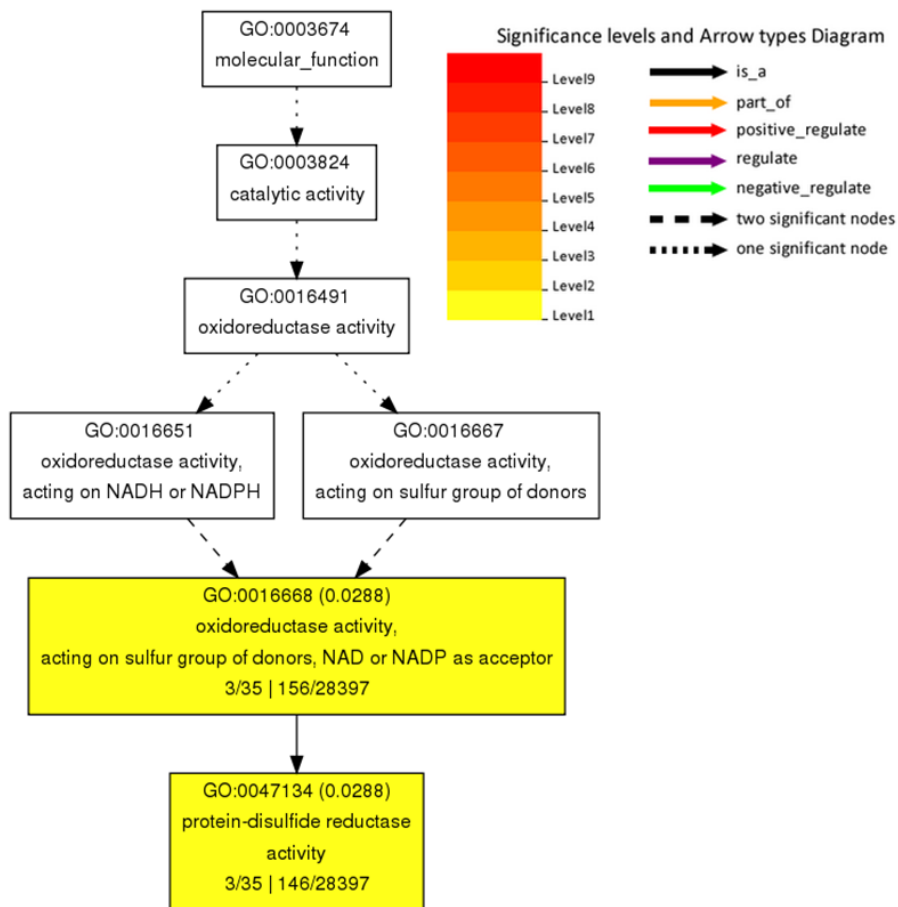 GO:0003674
molecular_function
GO:0003824
catalytic activity
GO:0016491
oxidoreductase activity
GO:0016651
oxidoreductase activity,
acting on NADH or NADPH
GO:0016667
oxidoreductase activity,
acting on sulfur group of donors
GO:0016668 (0.0288)
oxidoreductase activity,
acting on sulfur group of donors, NAD or NADP as acceptor
3/35 | 156/28397
GO:0047134 (0.0288)
protein-disulfide reductase
activity
3/35 | 146/28397
Significance levels and Arrow types Diagram
Level9
Level8
Level7
Level6
Level5
Level4
Level3
Level2
Level1
is_a
part_of
positive_regulate
regulate
negative_regulate
two significant nodes
one significant node